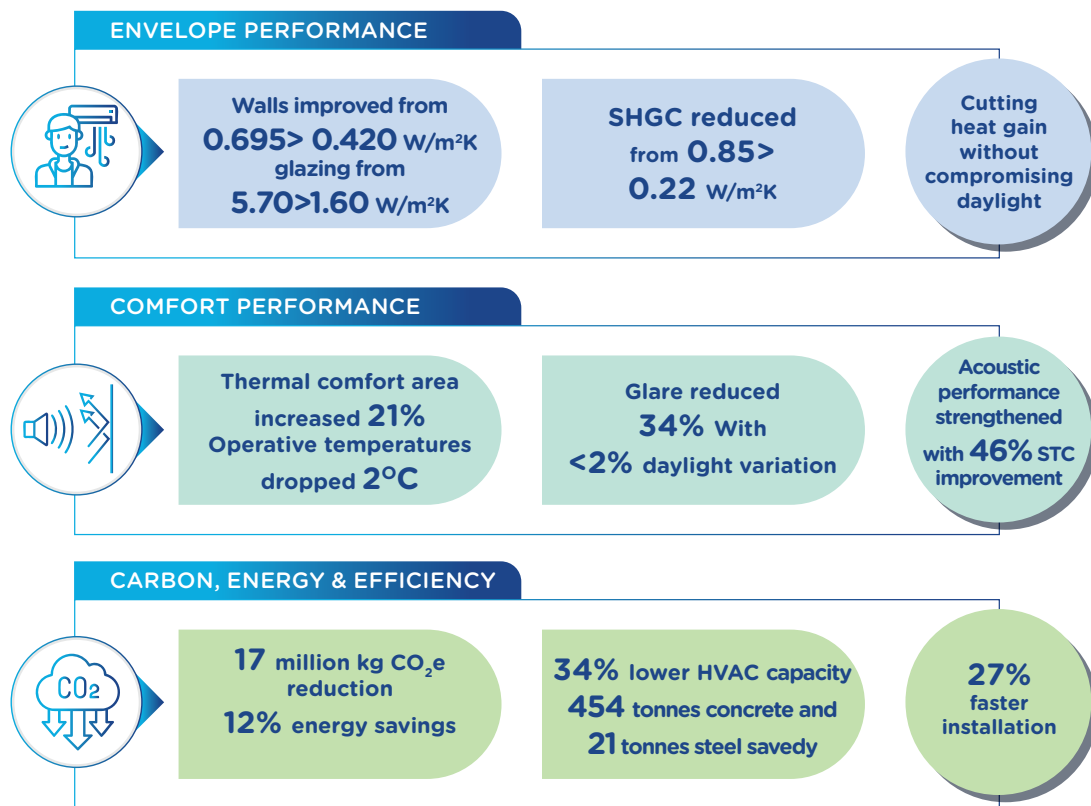 ENVELOPE PERFORMANCE
Walls improved from
0.695> 0.420 W/m²K
glazing from
5.70>1.60 W/m²K
SHGC reduced
from 0.85>
0.22 W/m²K
Cutting
heat gain
without
compromising
daylight
COMFORT PERFORMANCE
Thermal comfort area
increased 21%
Operative temperatures
dropped 2°C
Glare reduced
34% With
<2% daylight variation
Acoustic
performance
strengthened
with 46% STC
improvement
CARBON, ENERGY & EFFICIENCY
CO₂
17 million kg CO₂e
reduction
12% energy savings
34% lower HVAC capacity
454 tonnes concrete and
21 tonnes steel savedy
27%
faster
installation